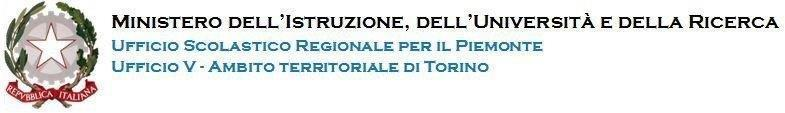 Ministero dell'Istruzione, dell'Università e della Ricerca
Ufficio Scolastico Regionale per il Piemonte
Ufficio V - Ambito territoriale di Torino
REPVBBLICA ITALIANA